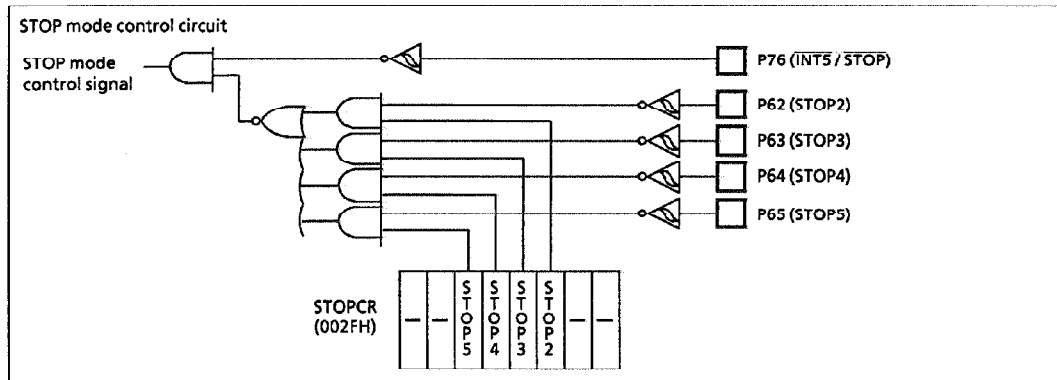 STOP mode control circuit
STOP mode
control signal
P76 (INT5 / STOP)
P62 (STOP2)
P63 (STOP3)
P64 (STOP4)
P65 (STOP5)
STOPCR
(002FH)
— — STOP5 STOP4 STOP3 STOP2 — —